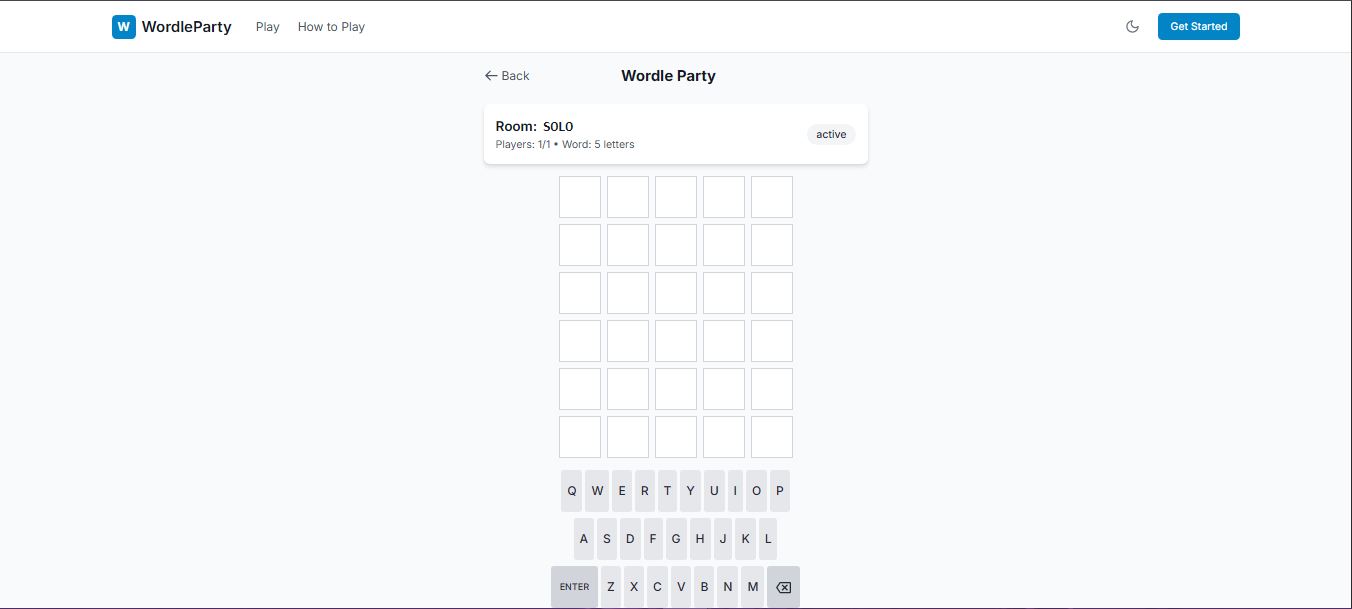 W WordleParty Play How to Play Get Started
Back Wordle Party
Room: SOLO
active
Players: 1/1 • Word: 5 letters
Q W E R T Y U I O P
A S D F G H J K L
ENTER Z X C V B N M